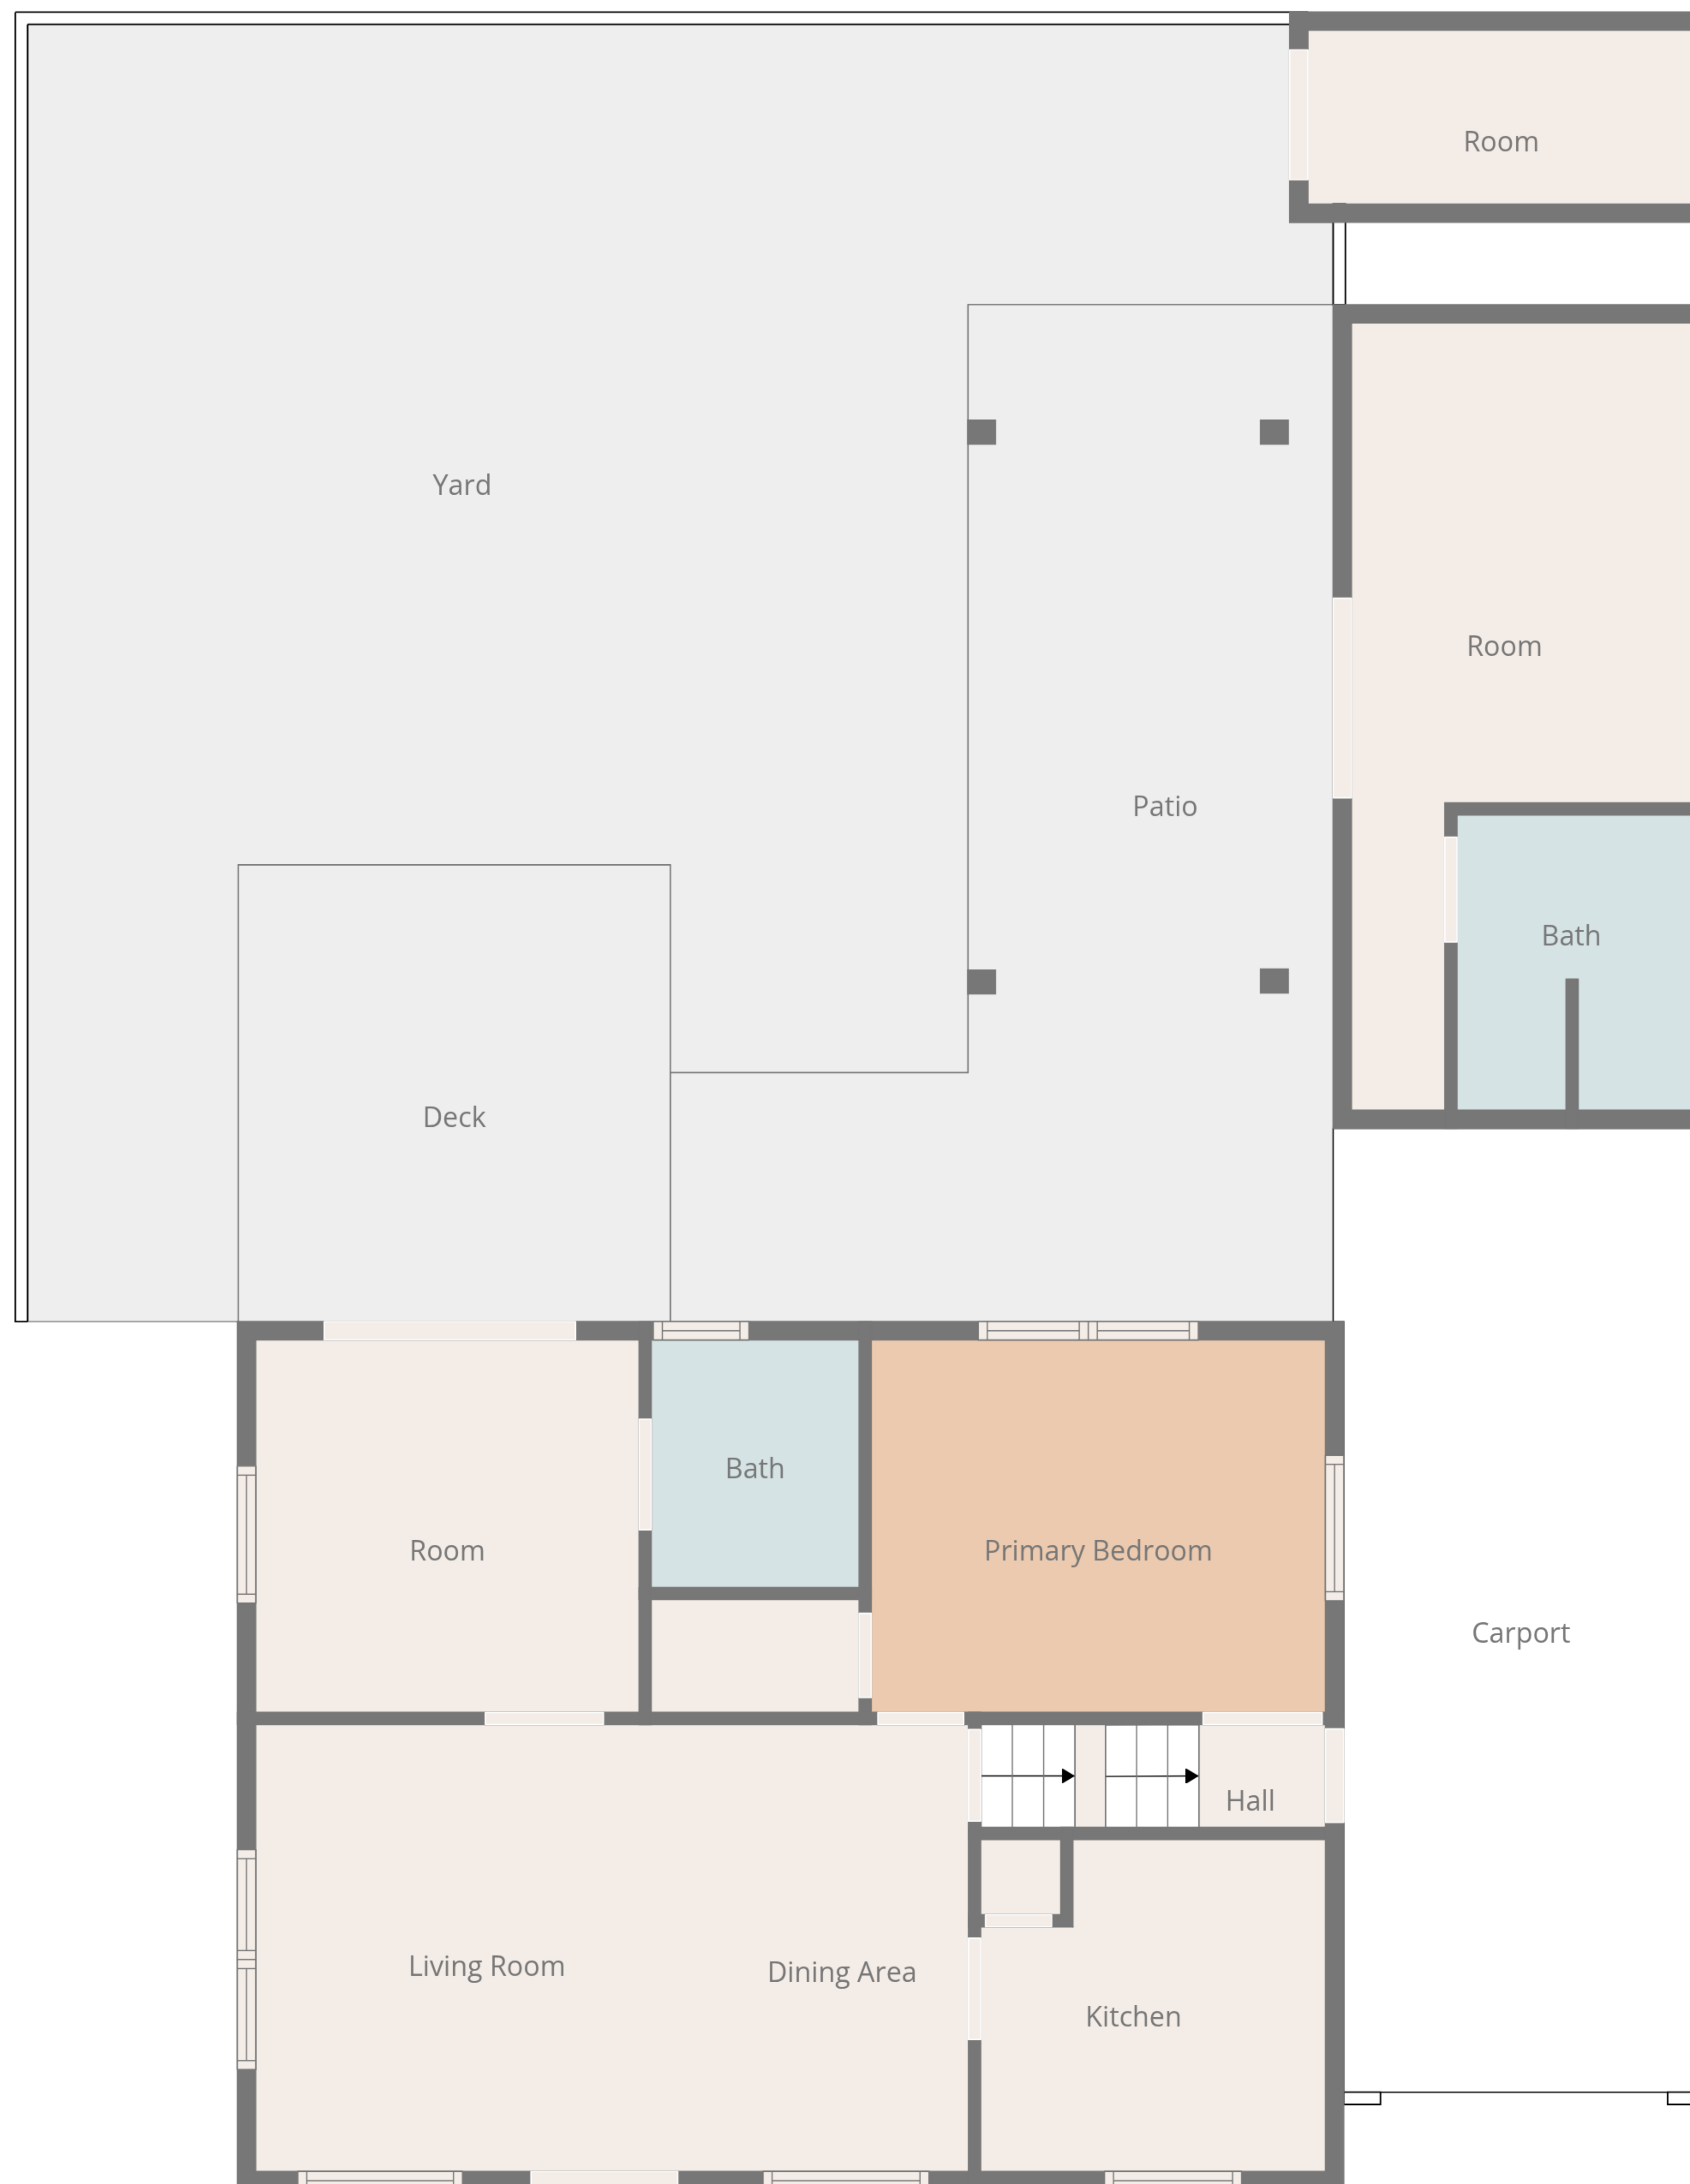 Room
Yard
Room
Patio
Bath
Deck
Bath
Room
Primary Bedroom
Carport
Hall
Living Room
Dining Area
Kitchen